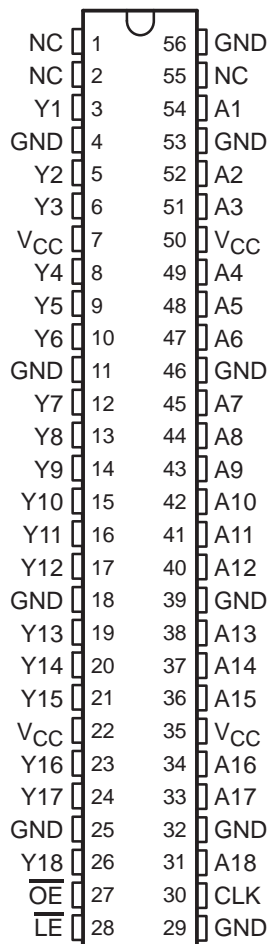 NC 1 56 GND
NC 2 55 NC
Y1 3 54 A1
GND 4 53 GND
Y2 5 52 A2
Y3 6 51 A3
VCC 7 50 VCC
Y4 8 49 A4
Y5 9 48 A5
Y6 10 47 A6
GND 11 46 GND
Y7 12 45 A7
Y8 13 44 A8
Y9 14 43 A9
Y10 15 42 A10
Y11 16 41 A11
Y12 17 40 A12
GND 18 39 GND
Y13 19 38 A13
Y14 20 37 A14
Y15 21 36 A15
VCC 22 35 VCC
Y16 23 34 A16
Y17 24 33 A17
GND 25 32 GND
Y18 26 31 A18
O̅E̅ 27 30 CLK
L̅E̅ 28 29 GND